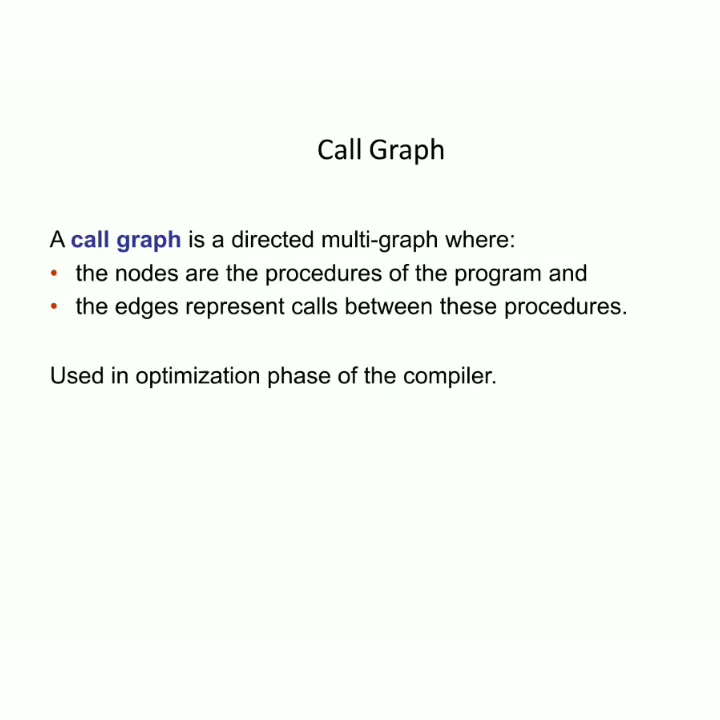 Call Graph
A call graph is a directed multi-graph where:
• the nodes are the procedures of the program and
• the edges represent calls between these procedures.
Used in optimization phase of the compiler.